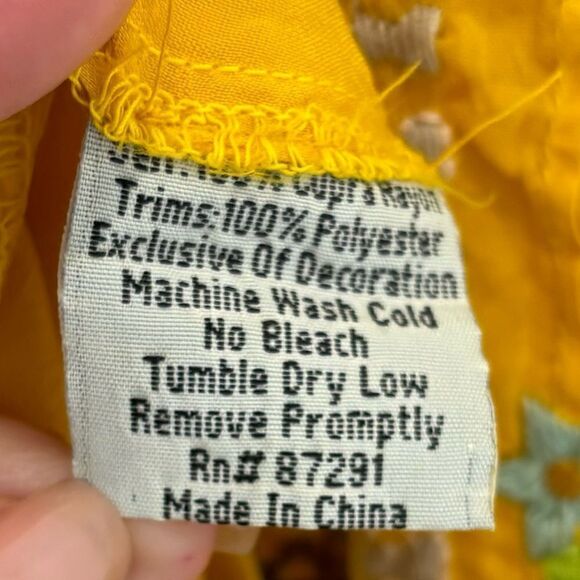 Rayon
Trims:100% Polyester
Exclusive Of Decoration
Machine Wash Cold
No Bleach
Tumble Dry Low
Remove Promptly
Rn# 87291
Made In China